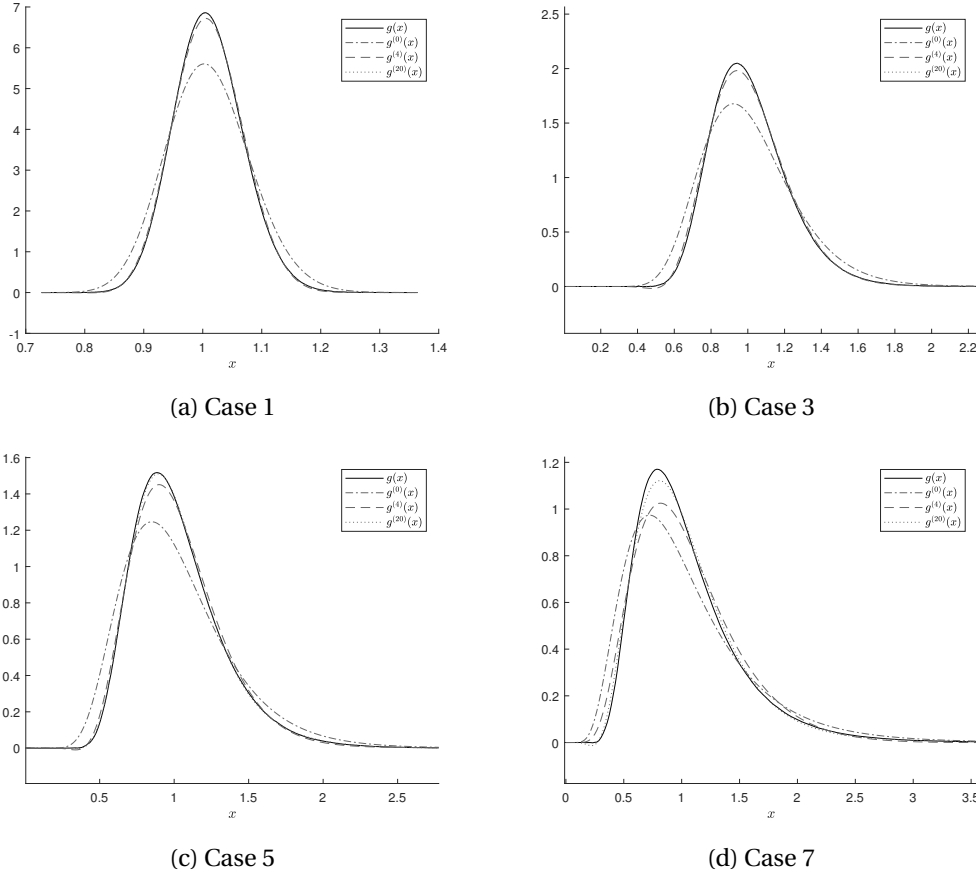 7
6
5
4
3
2
1
0
-1
0.7 0.8 0.9 1 1.1 1.2 1.3 1.4
x
g(x)
g^{(0)}(x)
g^{(4)}(x)
g^{(20)}(x)
(a) Case 1
2.5
2
1.5
1
0.5
0
0.2 0.4 0.6 0.8 1 1.2 1.4 1.6 1.8 2 2.2
x
g(x)
g^{(0)}(x)
g^{(4)}(x)
g^{(20)}(x)
(b) Case 3
1.6
1.4
1.2
1
0.8
0.6
0.4
0.2
0
0.5 1 1.5 2 2.5
x
g(x)
g^{(0)}(x)
g^{(4)}(x)
g^{(20)}(x)
(c) Case 5
1.2
1
0.8
0.6
0.4
0.2
0
0 0.5 1 1.5 2 2.5 3 3.5
x
g(x)
g^{(0)}(x)
g^{(4)}(x)
g^{(20)}(x)
(d) Case 7